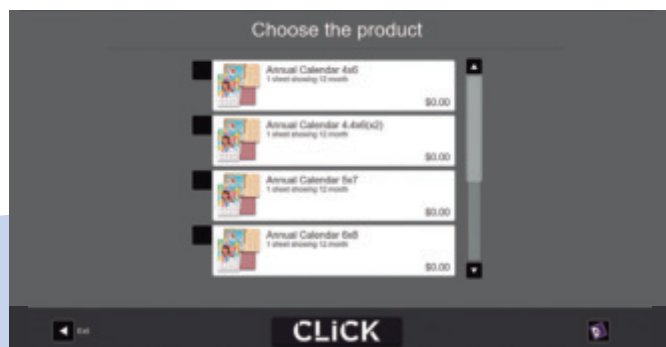 Choose the product
Annual Calendar 4x6
1 sheet showing 12 month
$0.00
Annual Calendar 4.4x6(x2)
1 sheet showing 12 month
$0.00
Annual Calendar 5x7
1 sheet showing 12 month
$0.00
Annual Calendar 6x8
1 sheet showing 12 month
$0.00
Exit
CLiCK